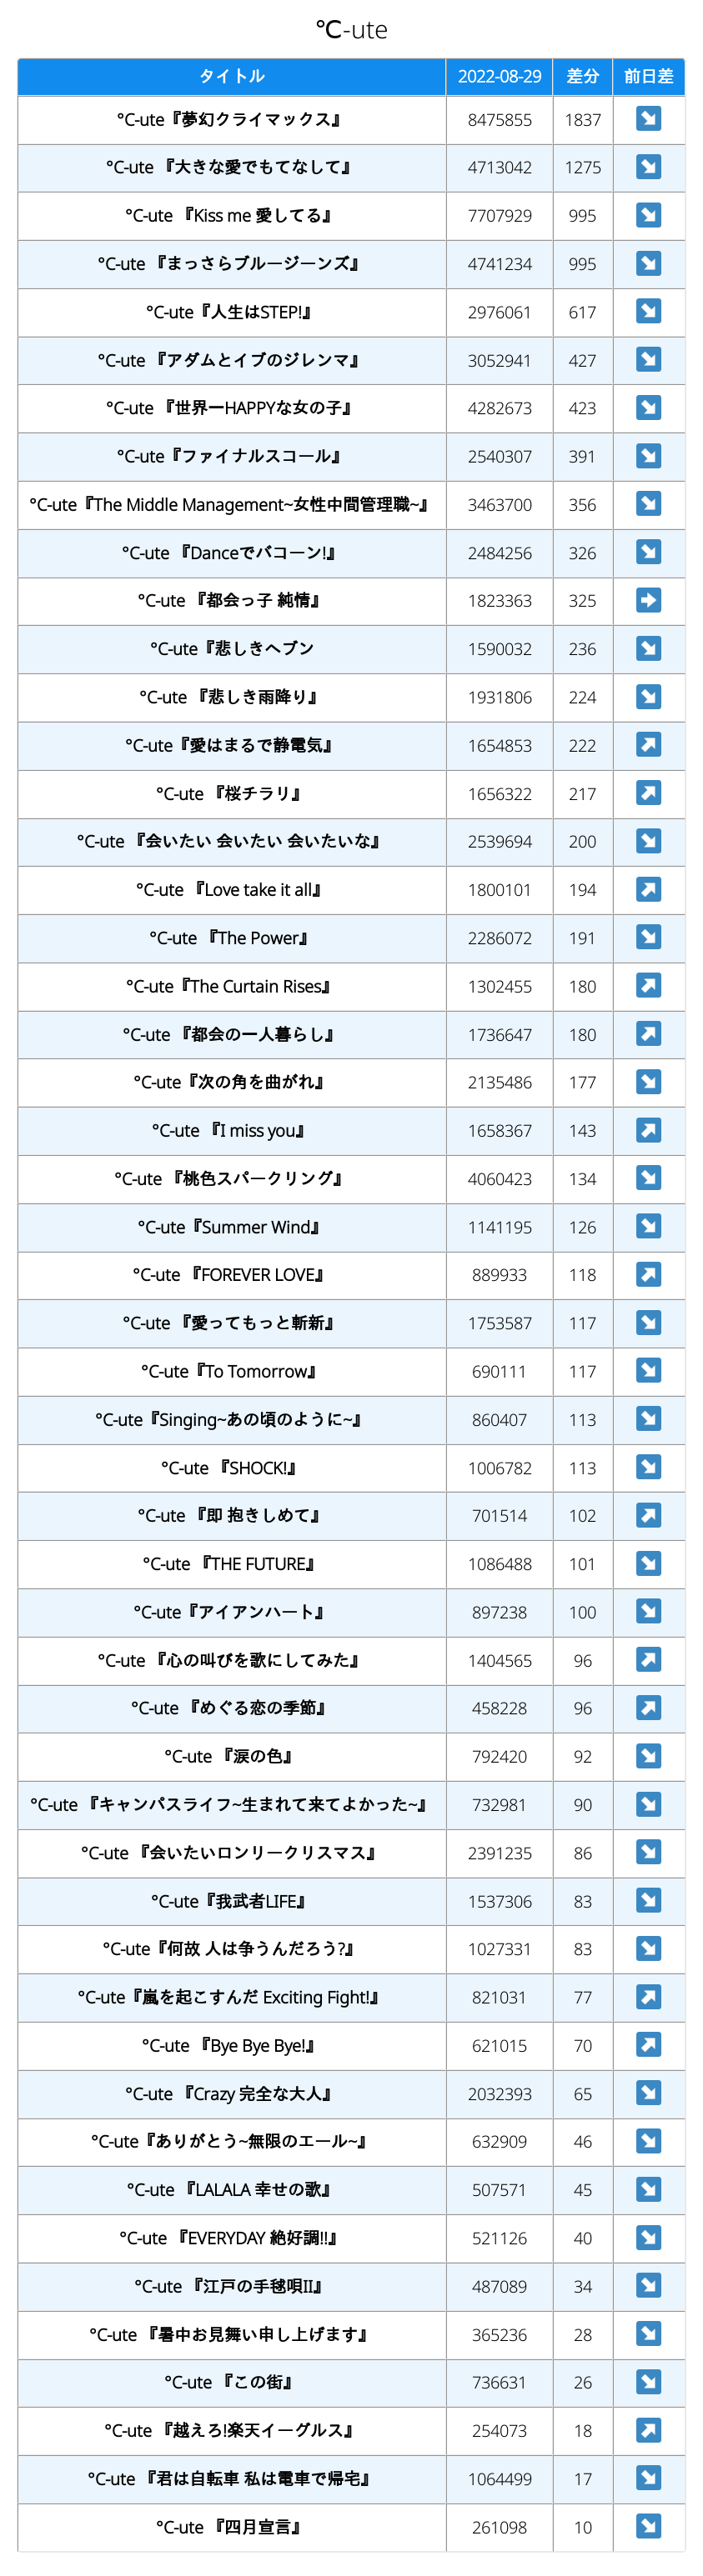 ℃-ute
タイトル 2022-08-29 差分 前日差
°C-ute『夢幻クライマックス』 8475855 1837 ↘
°C-ute 『大きな愛でもてなして』 4713042 1275 ↘
°C-ute 『Kiss me 愛してる』 7707929 995 ↘
°C-ute 『まっさらブルージーンズ』 4741234 995 ↘
°C-ute『人生はSTEP!』 2976061 617 ↘
°C-ute 『アダムとイブのジレンマ』 3052941 427 ↘
°C-ute 『世界一HAPPYな女の子』 4282673 423 ↘
°C-ute『ファイナルスコール』 2540307 391 ↘
°C-ute『The Middle Management~女性中間管理職~』 3463700 356 ↘
°C-ute 『Danceでバコーン!』 2484256 326 ↘
°C-ute 『都会っ子 純情』 1823363 325 ➡
°C-ute『悲しきヘブン 1590032 236 ↘
°C-ute 『悲しき雨降り』 1931806 224 ↘
°C-ute『愛はまるで静電気』 1654853 222 ↗
°C-ute 『桜チラリ』 1656322 217 ↗
°C-ute 『会いたい 会いたい 会いたいな』 2539694 200 ↘
°C-ute 『Love take it all』 1800101 194 ↗
°C-ute 『The Power』 2286072 191 ↘
°C-ute『The Curtain Rises』 1302455 180 ↗
°C-ute 『都会の一人暮らし』 1736647 180 ↗
°C-ute『次の角を曲がれ』 2135486 177 ↘
°C-ute 『I miss you』 1658367 143 ↗
°C-ute 『桃色スパークリング』 4060423 134 ↘
°C-ute『Summer Wind』 1141195 126 ↘
°C-ute 『FOREVER LOVE』 889933 118 ↗
°C-ute 『愛ってもっと斬新』 1753587 117 ↘
°C-ute『To Tomorrow』 690111 117 ↘
°C-ute『Singing~あの頃のように~』 860407 113 ↘
°C-ute 『SHOCK!』 1006782 113 ↘
°C-ute 『即 抱きしめて』 701514 102 ↗
°C-ute 『THE FUTURE』 1086488 101 ↘
°C-ute『アイアンハート』 897238 100 ↘
°C-ute 『心の叫びを歌にしてみた』 1404565 96 ↗
°C-ute 『めぐる恋の季節』 458228 96 ↗
°C-ute 『涙の色』 792420 92 ↘
°C-ute 『キャンパスライフ~生まれて来てよかった~』 732981 90 ↘
°C-ute 『会いたいロンリークリスマス』 2391235 86 ↘
°C-ute『我武者LIFE』 1537306 83 ↘
°C-ute『何故 人は争うんだろう?』 1027331 83 ↘
°C-ute『嵐を起こすんだ Exciting Fight!』 821031 77 ↗
°C-ute 『Bye Bye Bye!』 621015 70 ↗
°C-ute 『Crazy 完全な大人』 2032393 65 ↘
°C-ute『ありがとう~無限のエール~』 632909 46 ↘
°C-ute 『LALALA 幸せの歌』 507571 45 ↘
°C-ute 『EVERYDAY 絶好調!!』 521126 40 ↘
°C-ute 『江戸の手毬唄II』 487089 34 ↘
°C-ute 『暑中お見舞い申し上げます』 365236 28 ↘
°C-ute 『この街』 736631 26 ↘
°C-ute 『越えろ!楽天イーグルス』 254073 18 ↗
°C-ute 『君は自転車 私は電車で帰宅』 1064499 17 ↘
°C-ute 『四月宣言』 261098 10 ↘